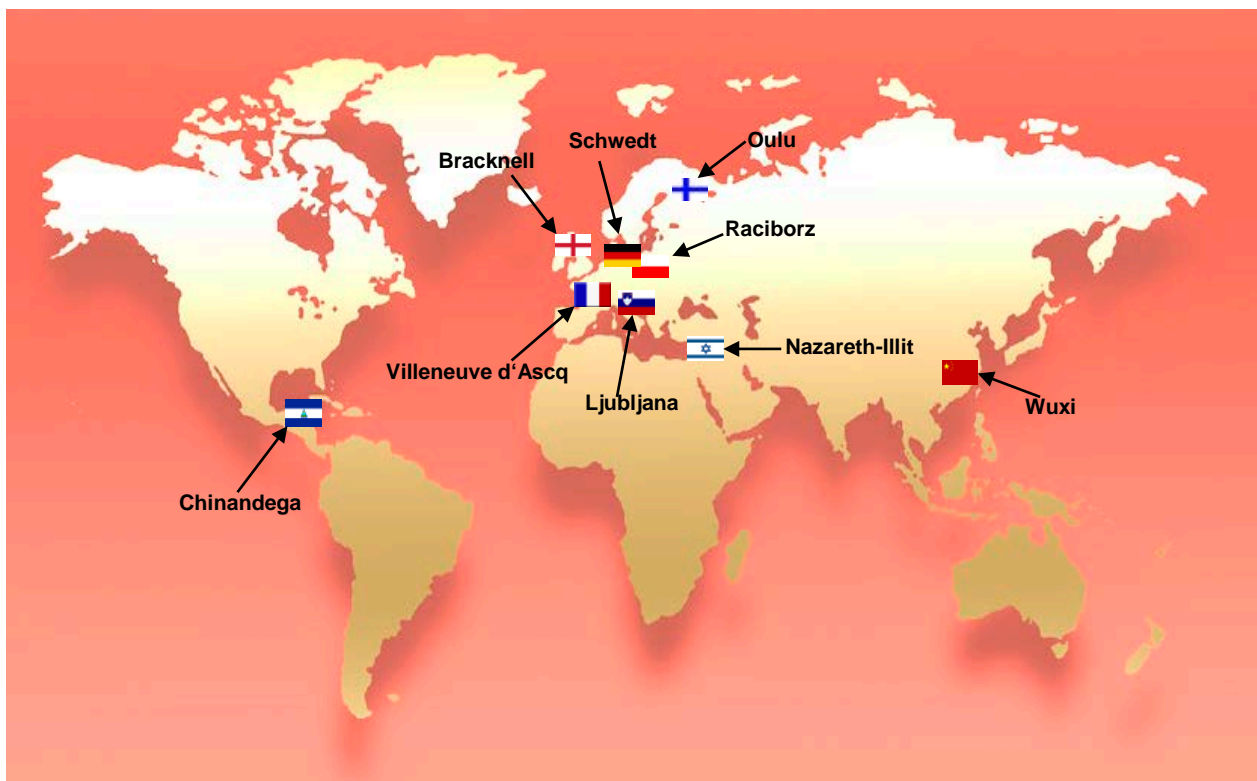 Schwedt
Oulu
Bracknell
Raciborz
Nazareth-Illit
Villeneuve d‘Ascq
Ljubljana
Wuxi
Chinandega